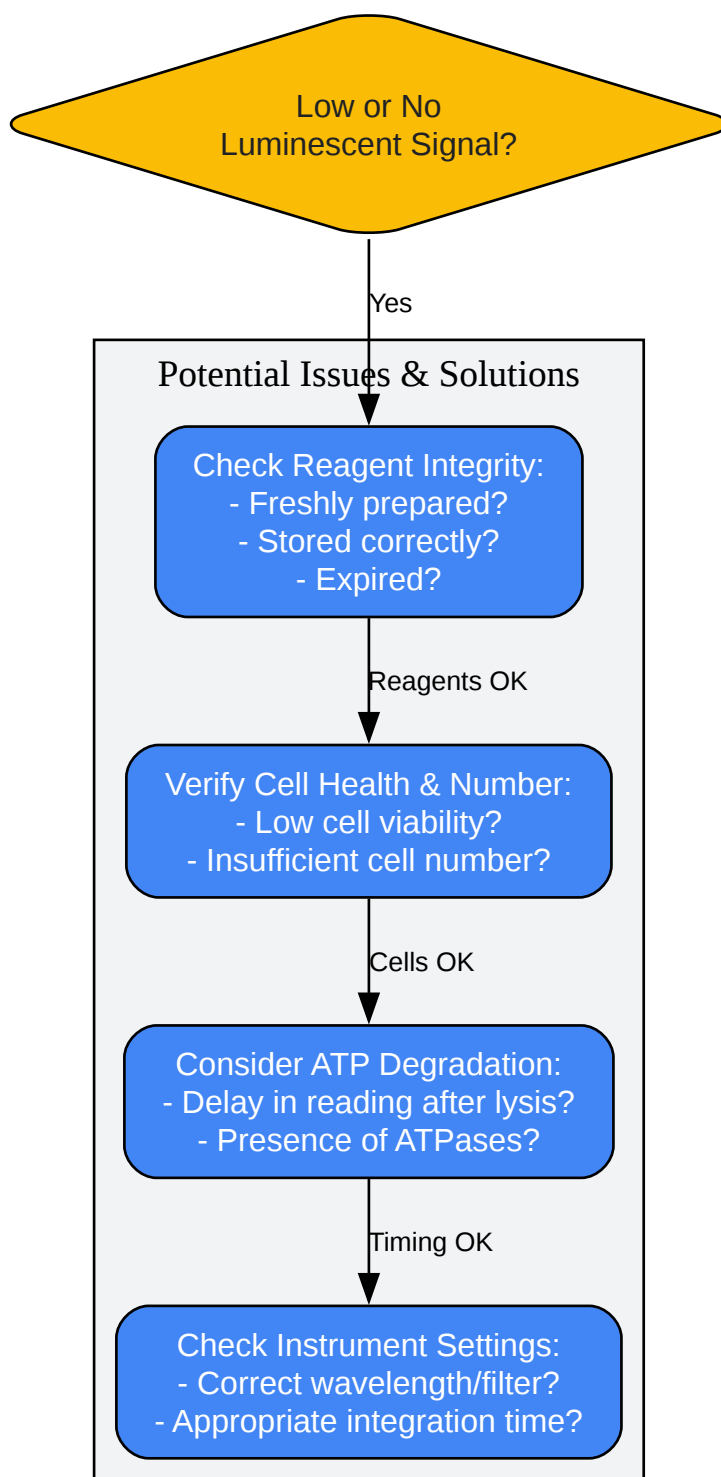 Low or No
Luminescent Signal?
Yes
Potential Issues & Solutions
Check Reagent Integrity:
- Freshly prepared?
- Stored correctly?
- Expired?
Reagents OK
Verify Cell Health & Number:
- Low cell viability?
- Insufficient cell number?
Cells OK
Consider ATP Degradation:
- Delay in reading after lysis?
- Presence of ATPases?
Timing OK
Check Instrument Settings:
- Correct wavelength/filter?
- Appropriate integration time?